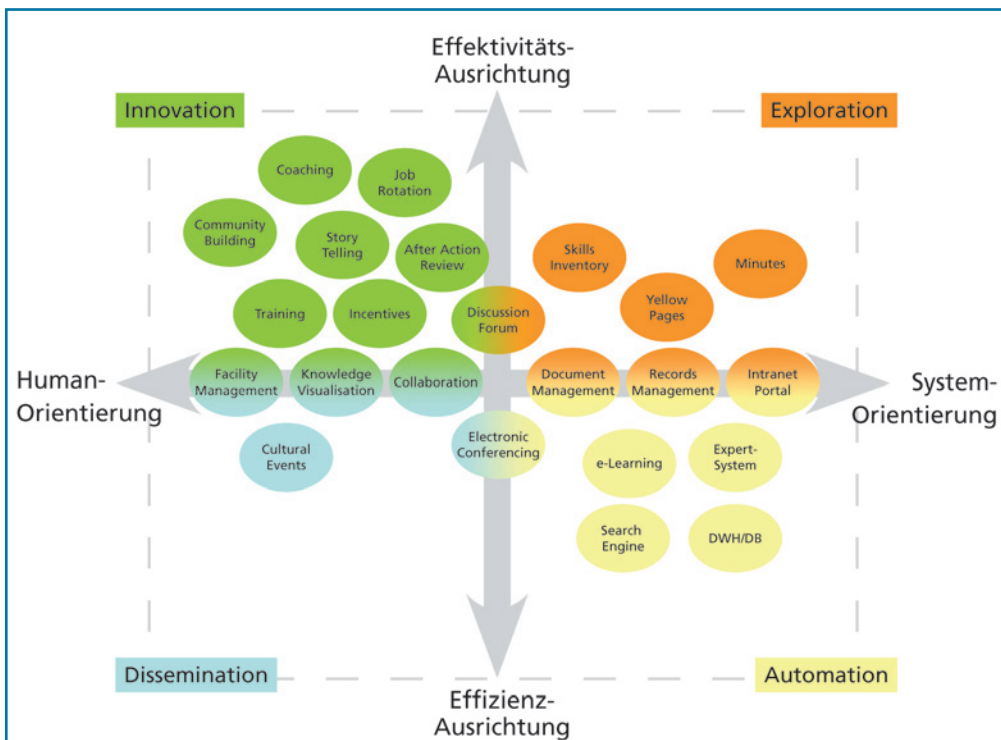 Effektivitäts-
Ausrichtung
Innovation
Exploration
Coaching
Job
Rotation
Community
Building
Story
Telling
After Action
Review
Skills
Inventory
Minutes
Training
Incentives
Discussion
Forum
Yellow
Pages
Human-
Orientierung
Facility
Management
Knowledge
Visualisation
Collaboration
Document
Management
Records
Management
Intranet
Portal
System-
Orientierung
Cultural
Events
Electronic
Conferencing
e-Learning
Expert-
System
Search
Engine
DWH/DB
Dissemination
Automation
Effizienz-
Ausrichtung